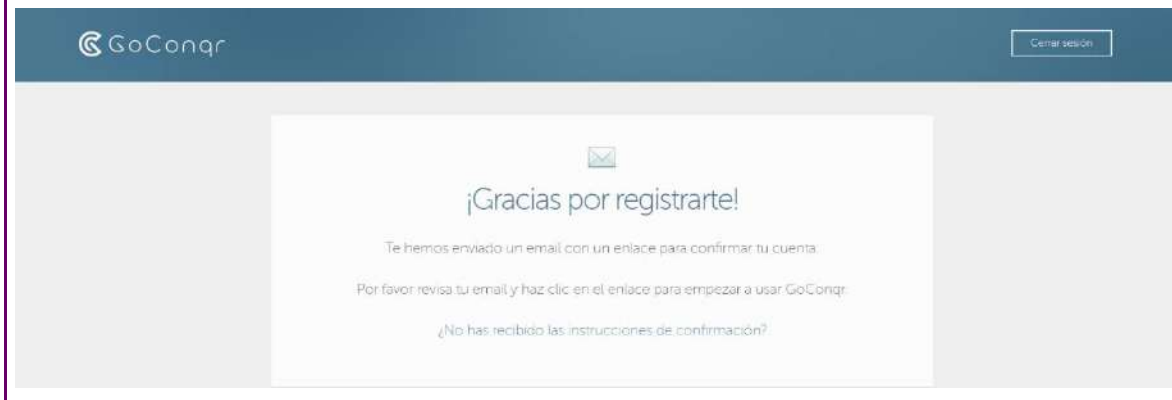 GoConqr
Cerrar sesión
¡Gracias por registrarte!
Te hemos enviado un email con un enlace para confirmar tu cuenta.
Por favor revisa tu email y haz clic en el enlace para empezar a usar GoConqr.
¿No has recibido las instrucciones de confirmación?